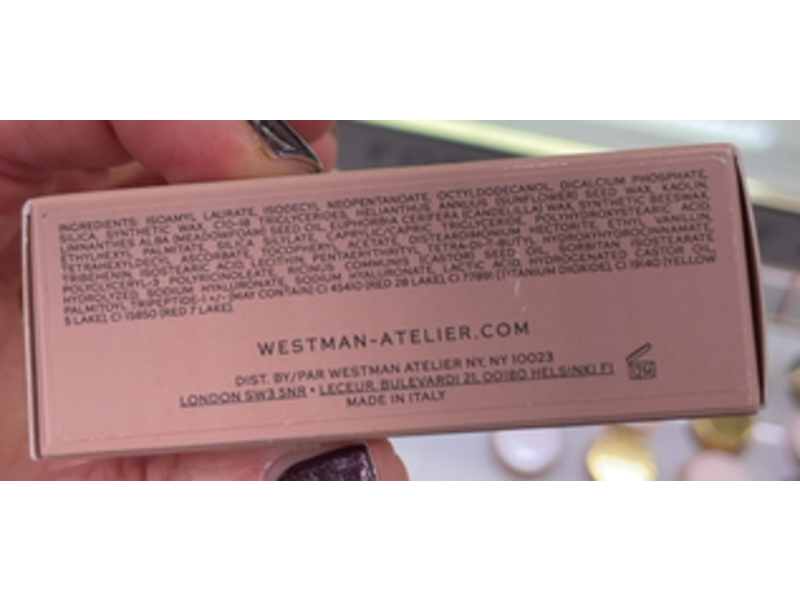 INGREDIENTS: ISOAMYL LAURATE, ISODECYL NEOPENTANOATE, OCTYLDODECANOL, DICALCIUM PHOSPHATE,
SILICA, SYNTHETIC WAX, C10-18 TRIGLYCERIDES, HELIANTHUS ANNUUS (SUNFLOWER) SEED WAX, KAOLIN,
LIMNANTHES ALBA (MEADOWFOAM) SEED OIL, EUPHORBIA CERIFERA (CANDELILLA) WAX, SYNTHETIC BEESWAX,
ETHYLHEXYL PALMITATE, SILICA SILYLATE, CAPRYLIC/CAPRIC TRIGLYCERIDE, POLYHYDROXYSTEARIC ACID,
TETRAHEXYLDECYL ASCORBATE, TOCOPHERYL ACETATE, DISTEARDIMONIUM HECTORITE, ETHYL VANILLIN,
TRIBEHENIN, ISOSTEARIC ACID, LECITHIN, PENTAERYTHRITYL TETRA-DI-T-BUTYL HYDROXYHYDROCINNAMATE,
POLYGLYCERYL-3 POLYRICINOLEATE, RICINUS COMMUNIS (CASTOR) SEED OIL, SORBITAN ISOSTEARATE,
HYDROLYZED SODIUM HYALURONATE, SODIUM HYALURONATE, LACTIC ACID, HYDROGENATED CASTOR OIL,
PALMITOYL TRIPEPTIDE-1 +/- [MAY CONTAIN] CI 45410 [RED 28 LAKE], CI 77891 [TITANIUM DIOXIDE], CI 19140 [YELLOW
5 LAKE], CI 15850 [RED 7 LAKE].
WESTMAN-ATELIER.COM
DIST. BY/PAR WESTMAN ATELIER NY, NY 10023
LONDON SW3 5NR • LECEUR, BULEVARDI 21, 00180 HELSINKI FI
MADE IN ITALY
12M